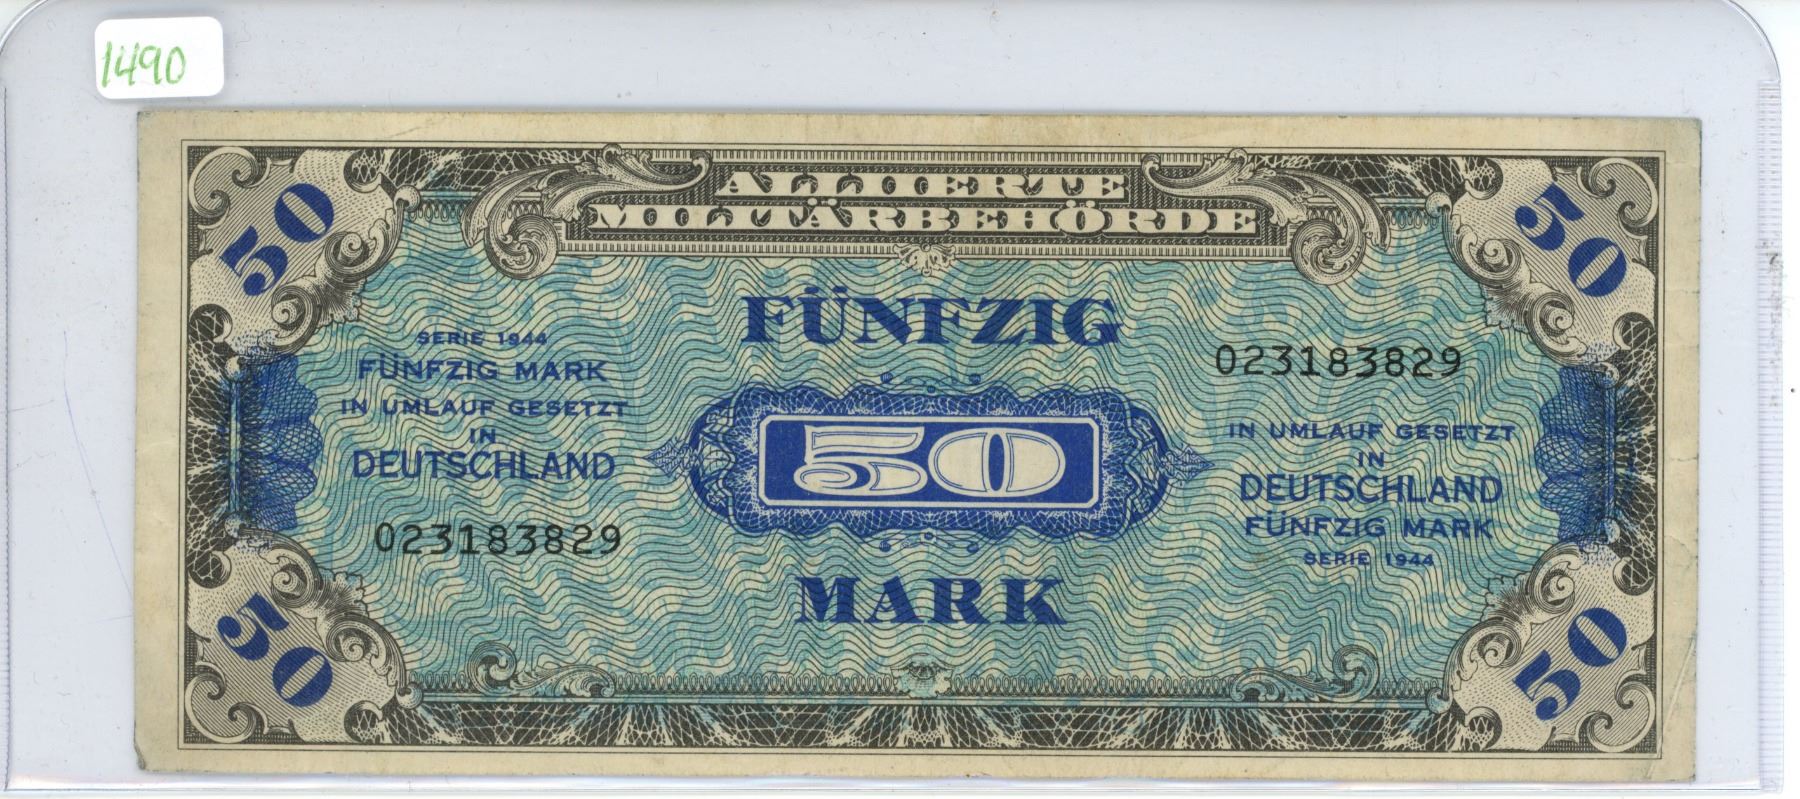 1490
50
50
ALLIIERTE
MILITÄRBEHÖRDE
FÜNFZIG
SERIE 1944
FÜNFZIG MARK
IN UMLAUF GESETZT
IN
DEUTSCHLAND
023183829
50
023183829
IN UMLAUF GESETZT
IN
DEUTSCHLAND
FÜNFZIG MARK
SERIE 1944
MARK
50
50